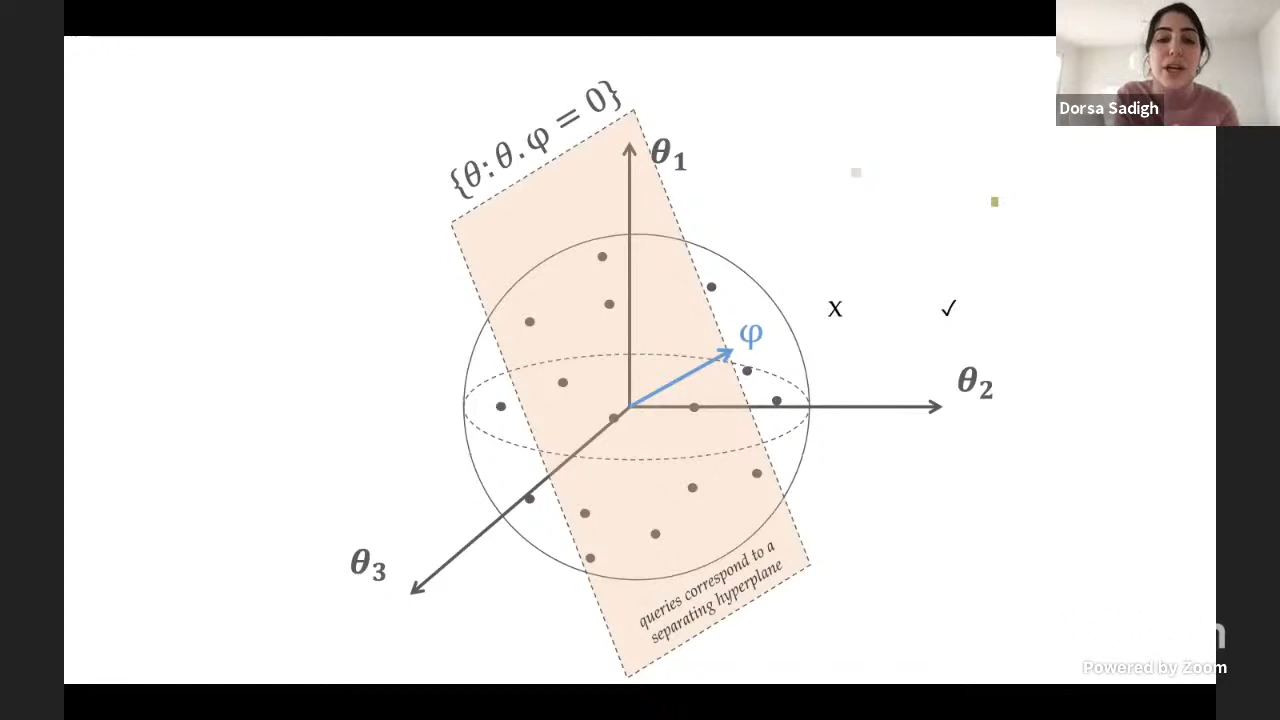 Dorsa Sadigh
{θ: θ. φ = 0}
θ₁
x ✓
φ
θ₂
θ₃
queries correspond to a
separating hyperplane
Powered by Zoom